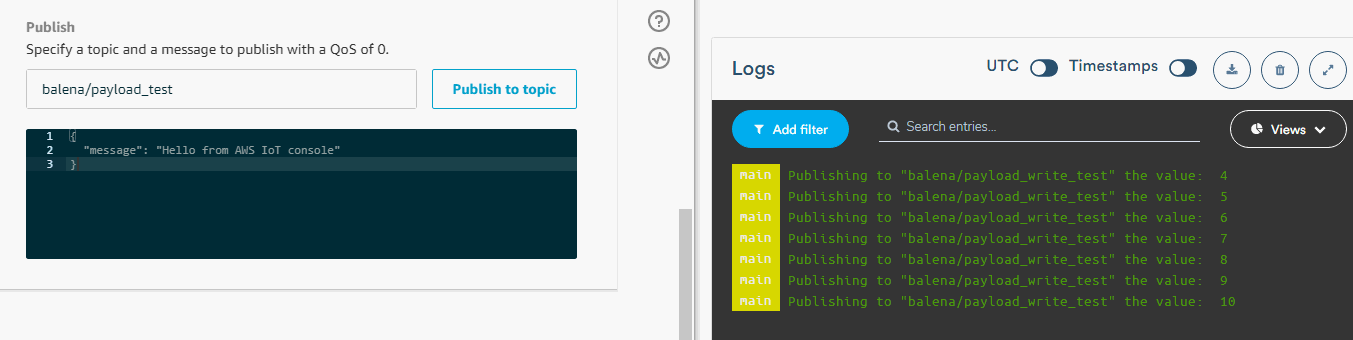 Publish
Specify a topic and a message to publish with a QoS of 0.
balena/payload_test
Publish to topic
1 {
2 "message": "Hello from AWS IoT console"
3 }
Logs
UTC
Timestamps
Add filter
Search entries...
Views
main Publishing to "balena/payload_write_test" the value: 4
main Publishing to "balena/payload_write_test" the value: 5
main Publishing to "balena/payload_write_test" the value: 6
main Publishing to "balena/payload_write_test" the value: 7
main Publishing to "balena/payload_write_test" the value: 8
main Publishing to "balena/payload_write_test" the value: 9
main Publishing to "balena/payload_write_test" the value: 10